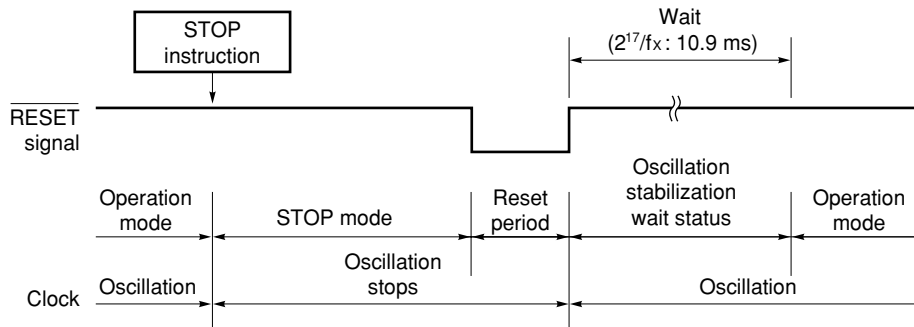 STOP
instruction
Wait
(2¹⁷/fx : 10.9 ms)
RESET
signal
Operation
mode
STOP mode
Reset
period
Oscillation
stabilization
wait status
Operation
mode
Clock
Oscillation
Oscillation
stops
Oscillation